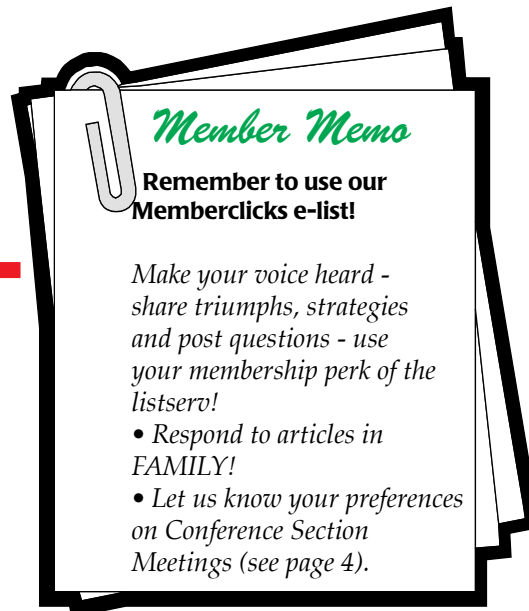 Member Memo
Remember to use our
Memberclicks e-list!
Make your voice heard -
share triumphs, strategies
and post questions - use
your membership perk of the
listserv!
• Respond to articles in
FAMILY!
• Let us know your preferences
on Conference Section
Meetings (see page 4).